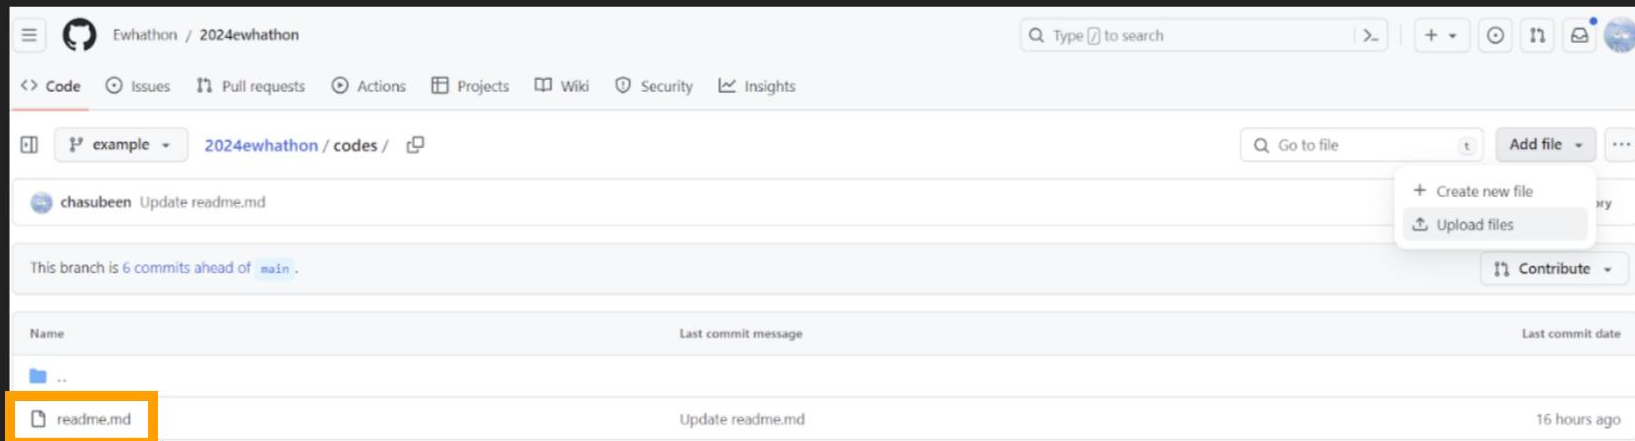 Ewhathon / 2024ewhathon
Type / to search
Code Issues Pull requests Actions Projects Wiki Security Insights
example 2024ewhathon / codes / Go to file t Add file ...
Create new file
chasubeen Update readme.md ory
Upload files
This branch is 6 commits ahead of main . Contribute
Name Last commit message Last commit date
..
readme.md Update readme.md 16 hours ago